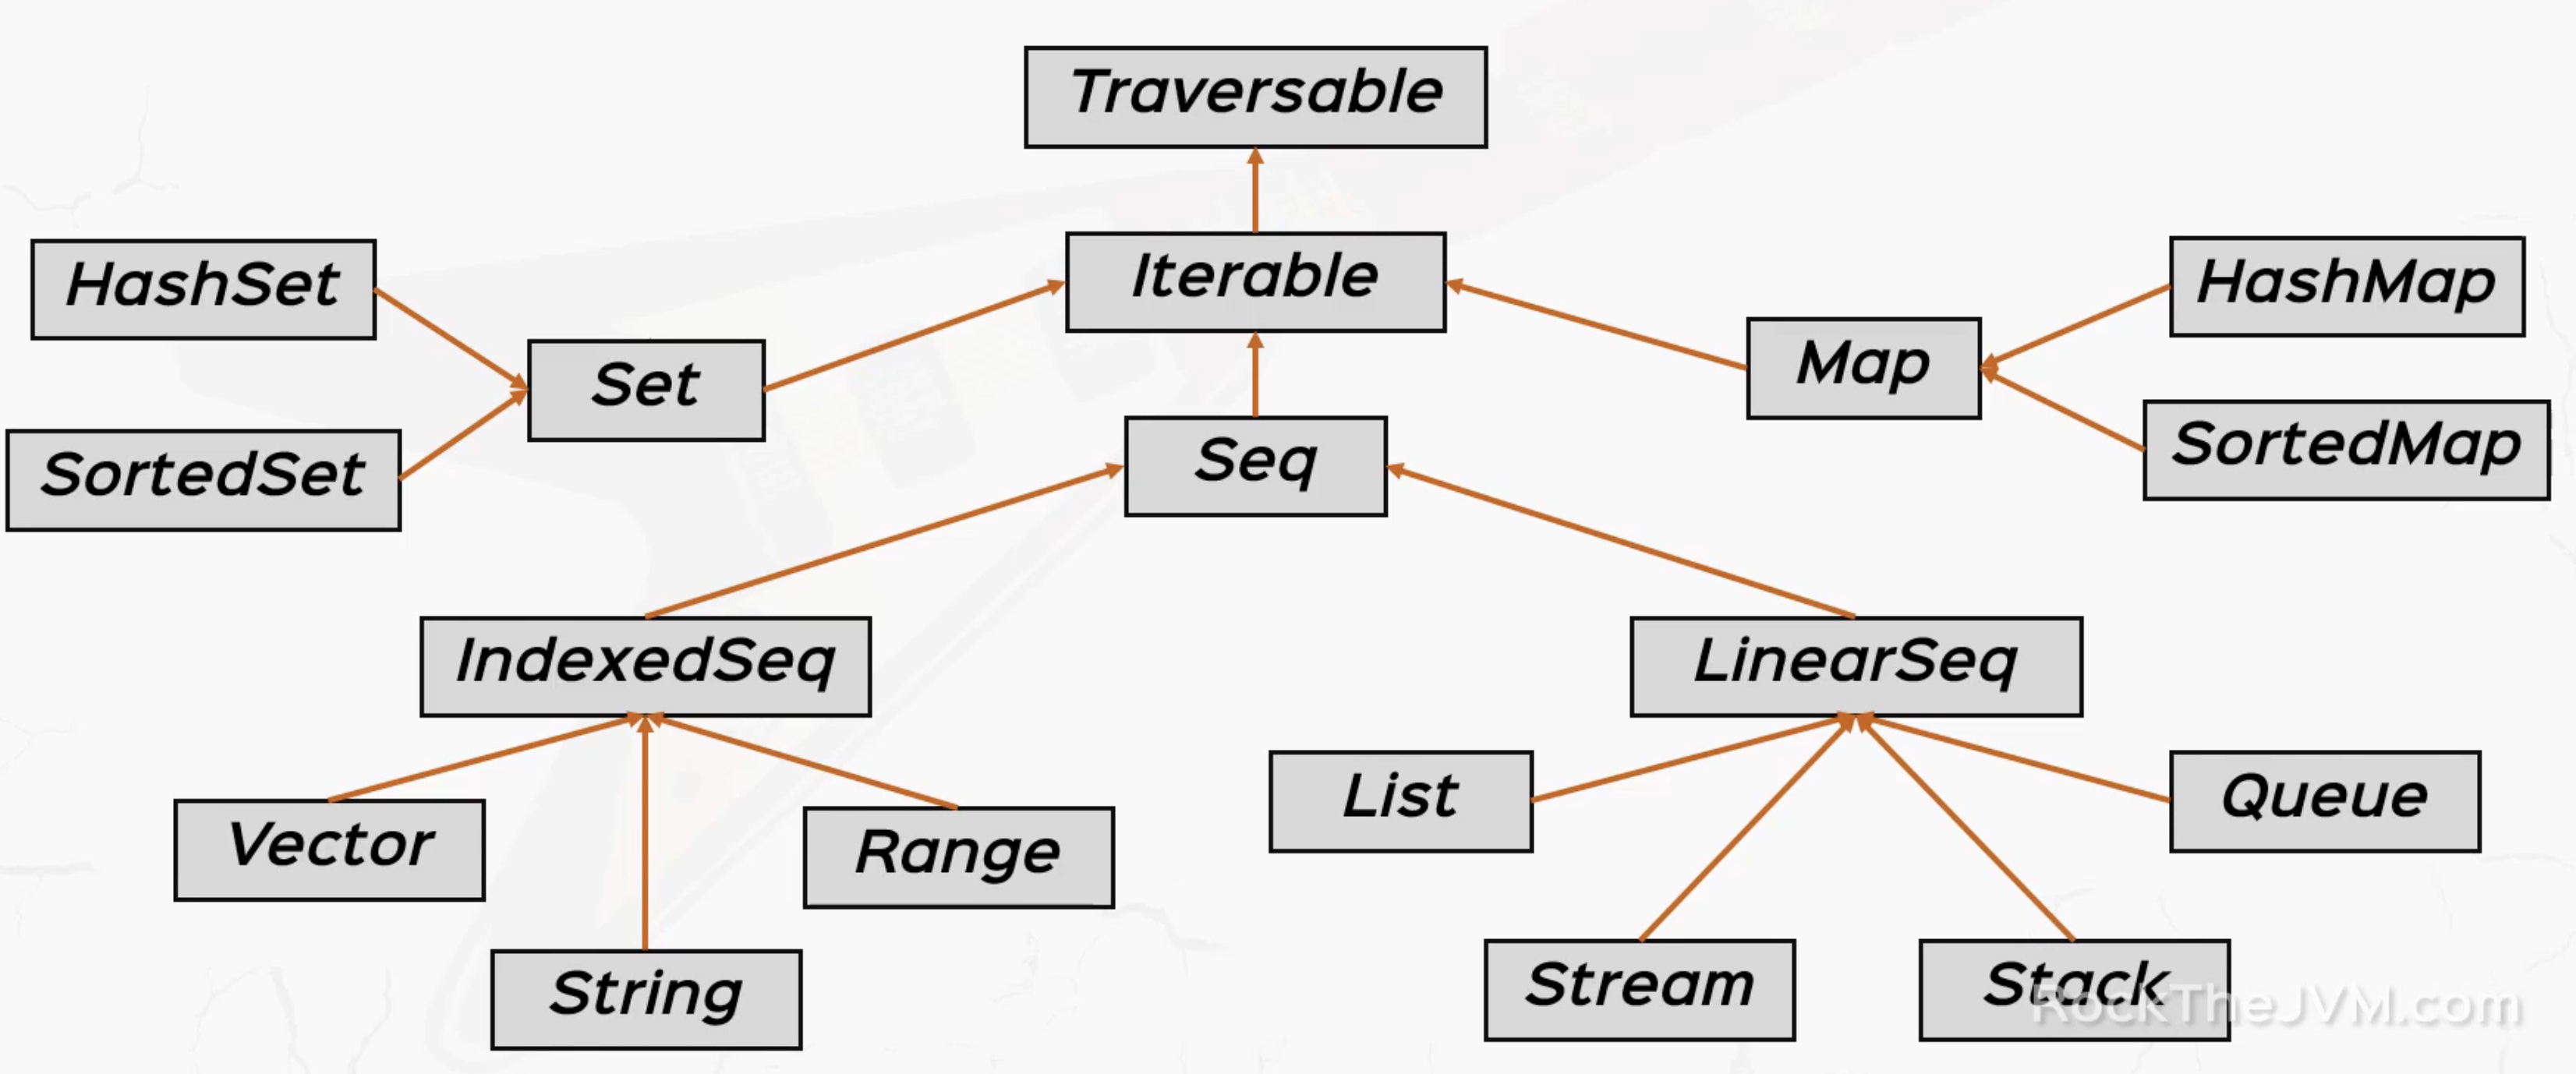 Traversable
Iterable
HashSet
HashMap
Set
Map
SortedSet
SortedMap
Seq
IndexedSeq
LinearSeq
Vector
Range
List
Queue
String
Stream
Stack
RockTheJVM.com